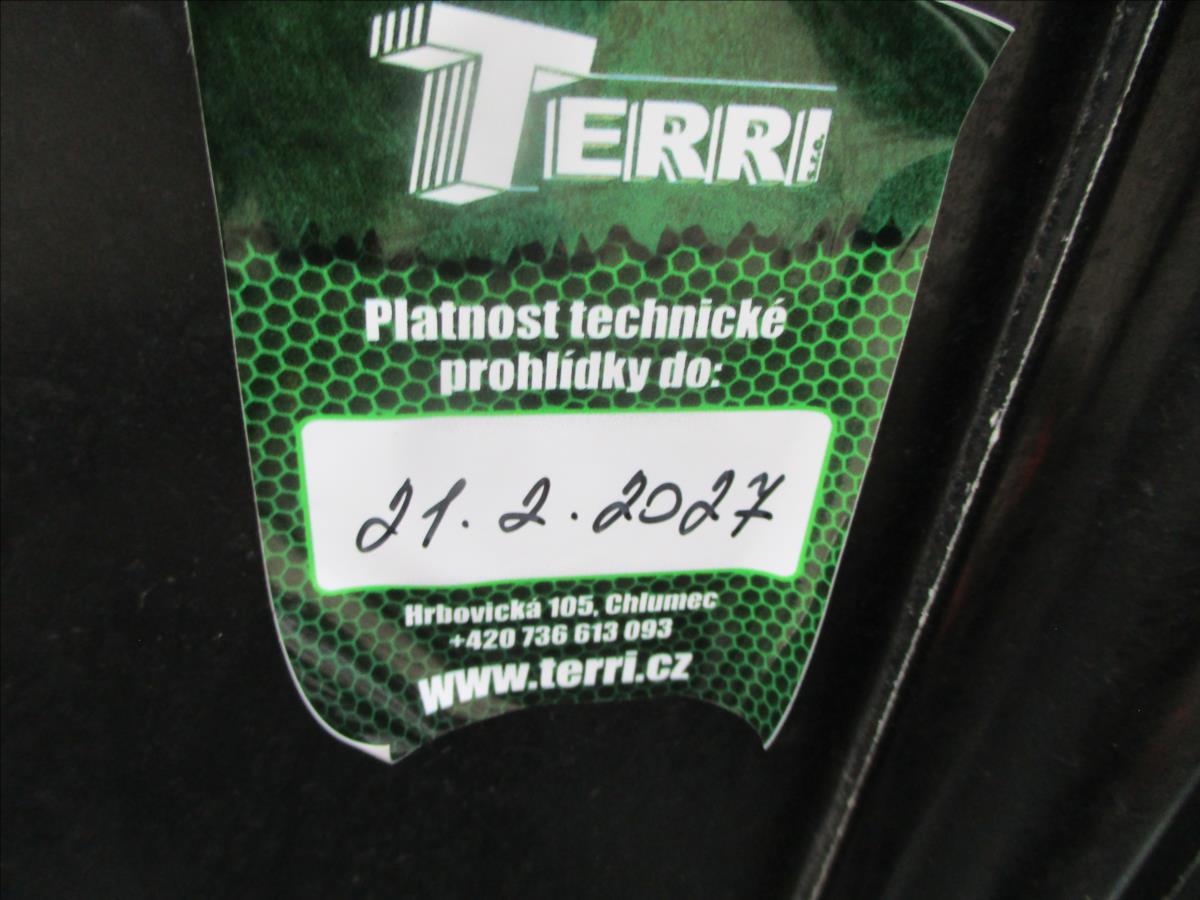 TERRI s.r.o.
Platnost technické
prohlídky do:
21. 2. 2027
Hrbovická 105, Chlumec
+420 736 613 093
www.terri.cz